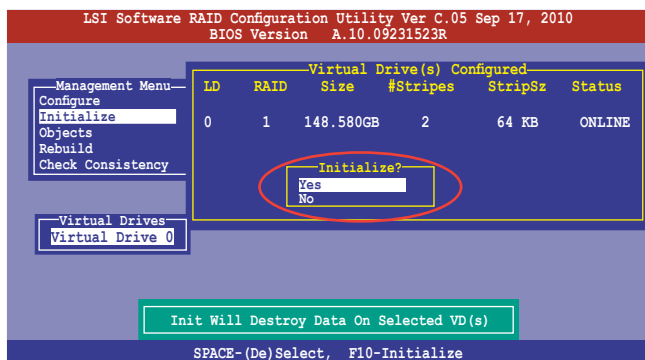 LSI Software RAID Configuration Utility Ver C.05 Sep 17, 2010
BIOS Version A.10.09231523R
Virtual Drive(s) Configured
LD RAID Size #Stripes StripSz Status
0 1 148.580GB 2 64 KB ONLINE
Management Menu
Configure
Initialize
Objects
Rebuild
Check Consistency
Initialize?
Yes
No
Virtual Drives
Virtual Drive 0
Init Will Destroy Data On Selected VD(s)
SPACE-(De)Select, F10-Initialize